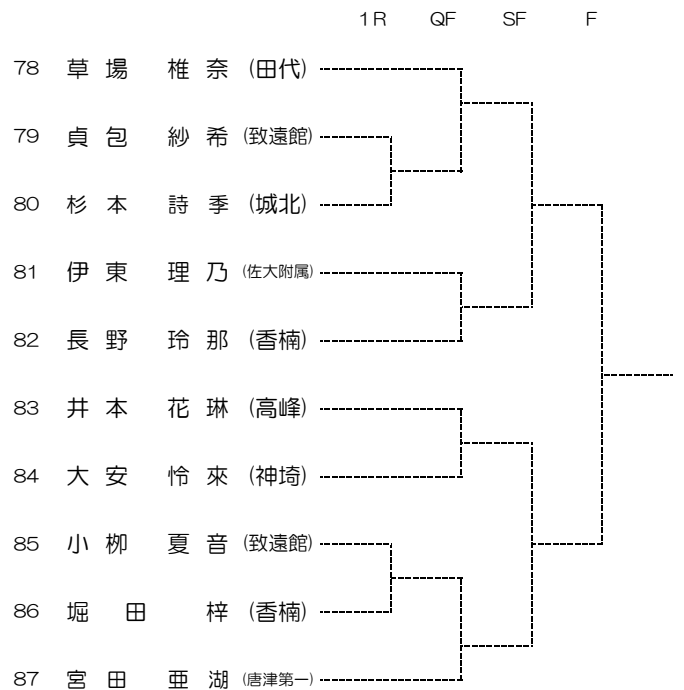 1R QF SF F
78 草場 椎奈 (田代)
79 貞包 紗希 (致遠館)
80 杉本 詩季 (城北)
81 伊東 理乃 (佐大附属)
82 長野 玲那 (香楠)
83 井本 花琳 (高峰)
84 大安 怜來 (神埼)
85 小栁 夏音 (致遠館)
86 堀田 梓 (香楠)
87 宮田 亜湖 (唐津第一)